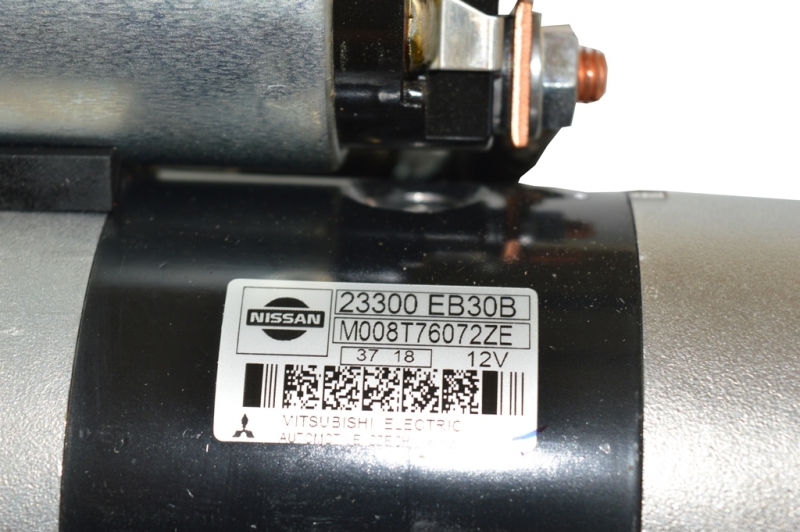 NISSAN
23300 EB30B
M008T76072ZE
37 18 12V
MITSUBISHI ELECTRIC